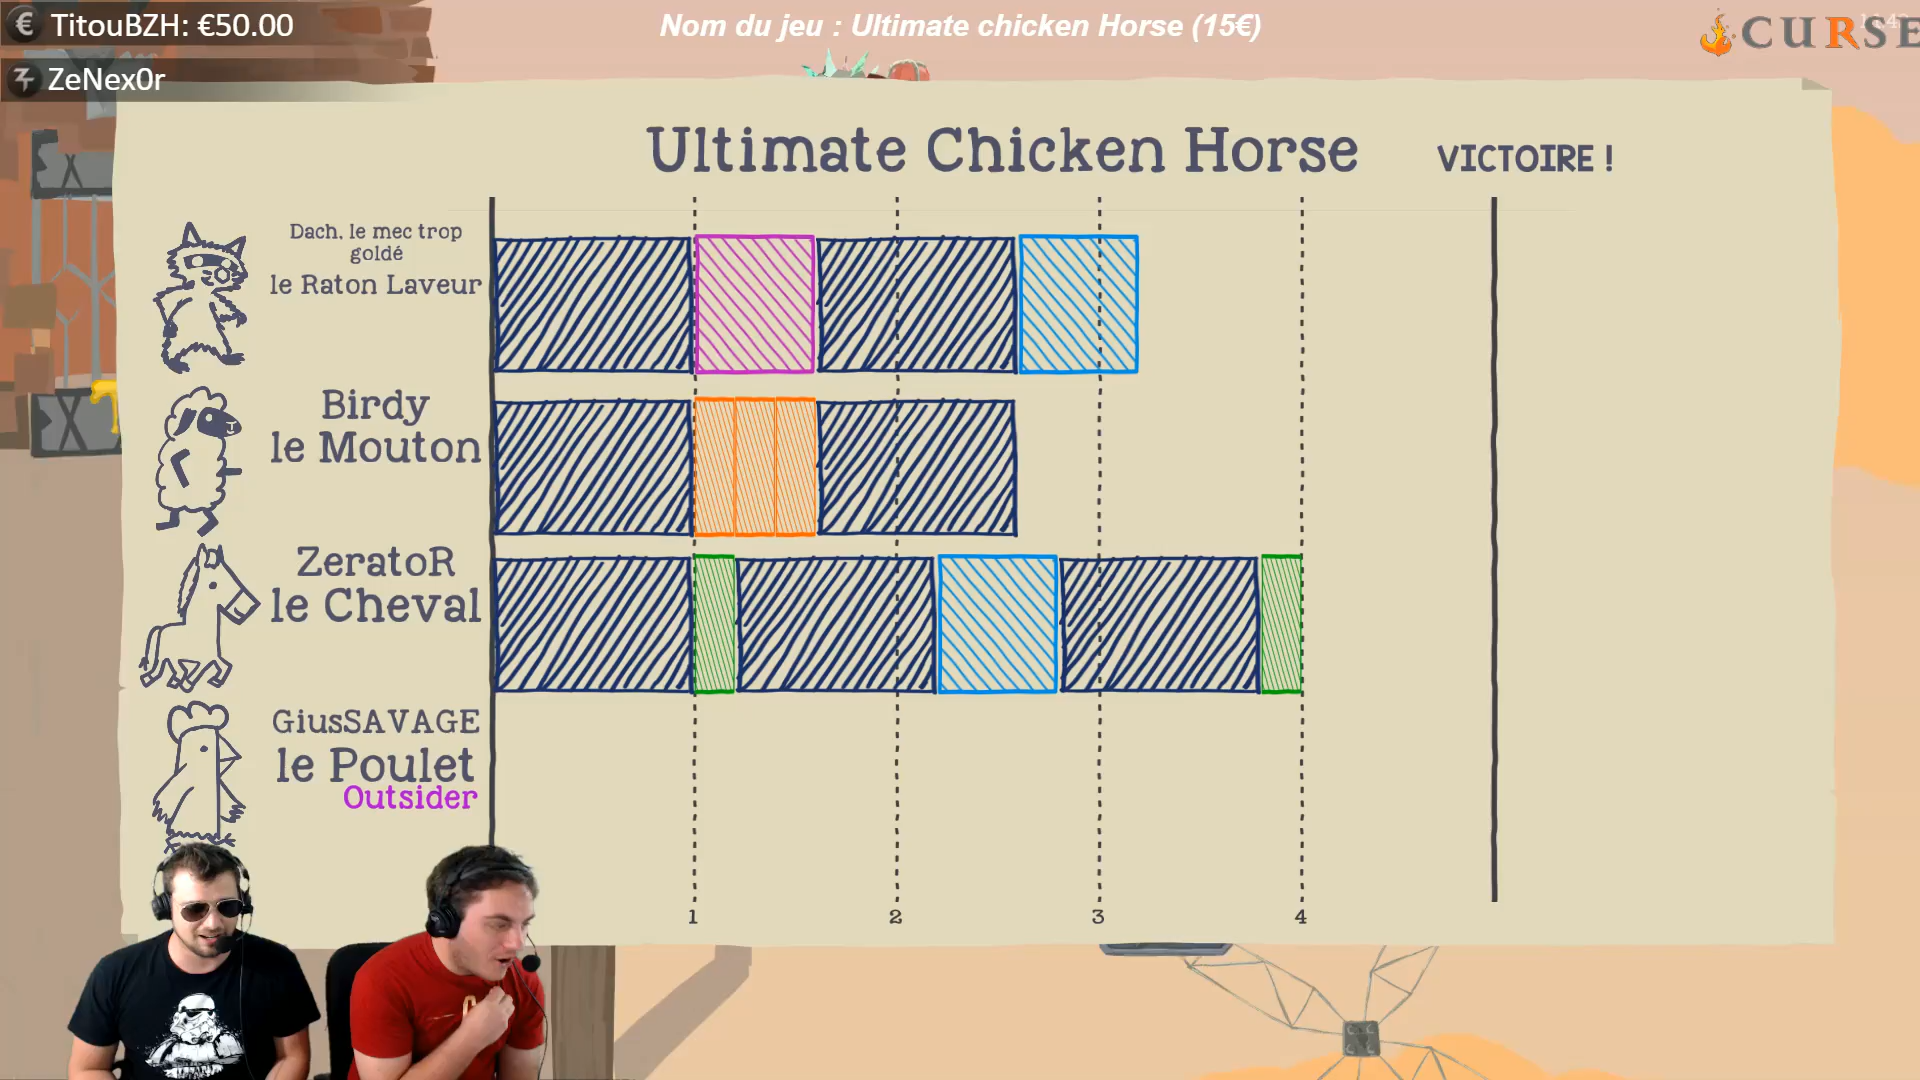 TitouBZH: €50.00
ZeNex0r
Nom du jeu : Ultimate chicken Horse (15€)
CURSE
Ultimate Chicken Horse
VICTOIRE !
Dach, le mec trop
goldé
le Raton Laveur
Birdy
le Mouton
ZeratoR
le Cheval
GiusSAVAGE
le Poulet
Outsider
1
2
3
4